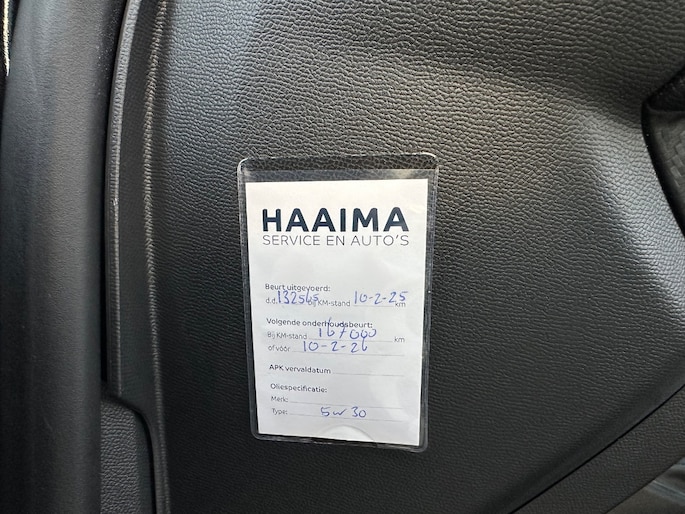 HAAIMA
SERVICE EN AUTO'S
Beurt uitgevoerd:
d.d. 132565 bij KM-stand 10-2-25 km
Volgende onderhoudsbeurt:
Bij KM-stand 167000 km
of vóór 10-2-26
APK vervaldatum
Oliespecificatie:
Merk:
Type: 5w30